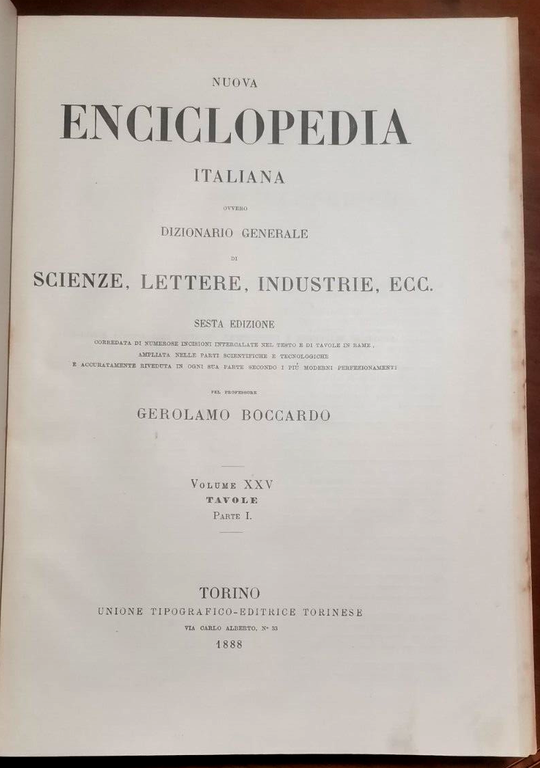 NUOVA
ENCICLOPEDIA
ITALIANA
OVVERO
DIZIONARIO GENERALE
DI
SCIENZE, LETTERE, INDUSTRIE, ECC.
SESTA EDIZIONE
CORREDATA DI NUMEROSE INCISIONI INTERCALATE NEL TESTO E DI TAVOLE IN RAME,
AMPLIATA NELLE PARTI SCIENTIFICHE E TECNOLOGICHE
E ACCURATAMENTE RIVEDUTA IN OGNI SUA PARTE SECONDO I PIÙ MODERNI PERFEZIONAMENTI
PEL PROFESSORE
GEROLAMO BOCCARDO
VOLUME XXV
TAVOLE
PARTE I.
TORINO
UNIONE TIPOGRAFICO-EDITRICE TORINESE
VIA CARLO ALBERTO, N° 33
1888